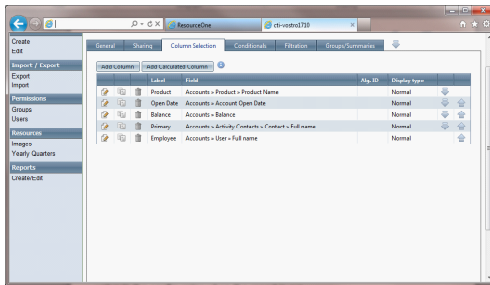 ResourceOne
cti-vostro1710
Create
Edit
Import / Export
Export
Import
Permissions
Groups
Users
Resources
Images
Yearly Quarters
Reports
Create/Edit
General Sharing Column Selection Conditionals Filtration Groups/Summaries
Add Column Add Calculated Column
Label Field Alg. ID Display type
Product Accounts » Product » Product Name Normal
Open Date Accounts » Account Open Date Normal
Balance Accounts » Balance Normal
Primary Accounts » Activity Contacts » Contact » Full name Normal
Employee Accounts » User » Full name Normal